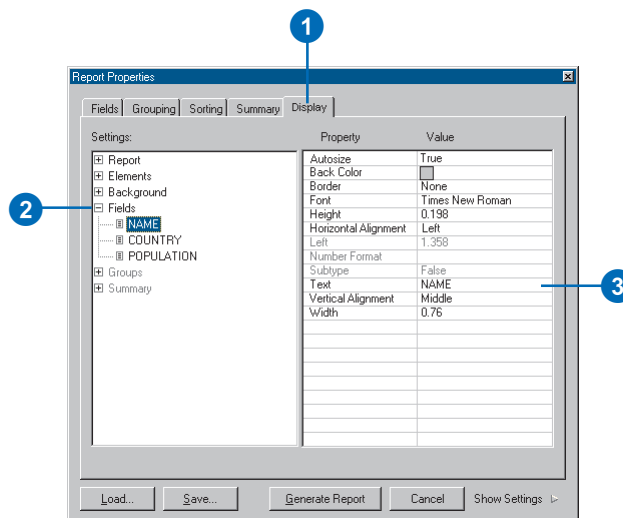 1
Report Properties
Fields Grouping Sorting Summary Display
Settings:
Property Value
Report
Elements
Background
Fields
NAME
COUNTRY
POPULATION
Groups
Summary
Autosize True
Back Color
Border None
Font Times New Roman
Height 0.198
Horizontal Alignment Left
Left 1.358
Number Format
Subtype False
Text NAME
Vertical Alignment Middle
Width 0.76
2
3
Load... Save... Generate Report Cancel Show Settings